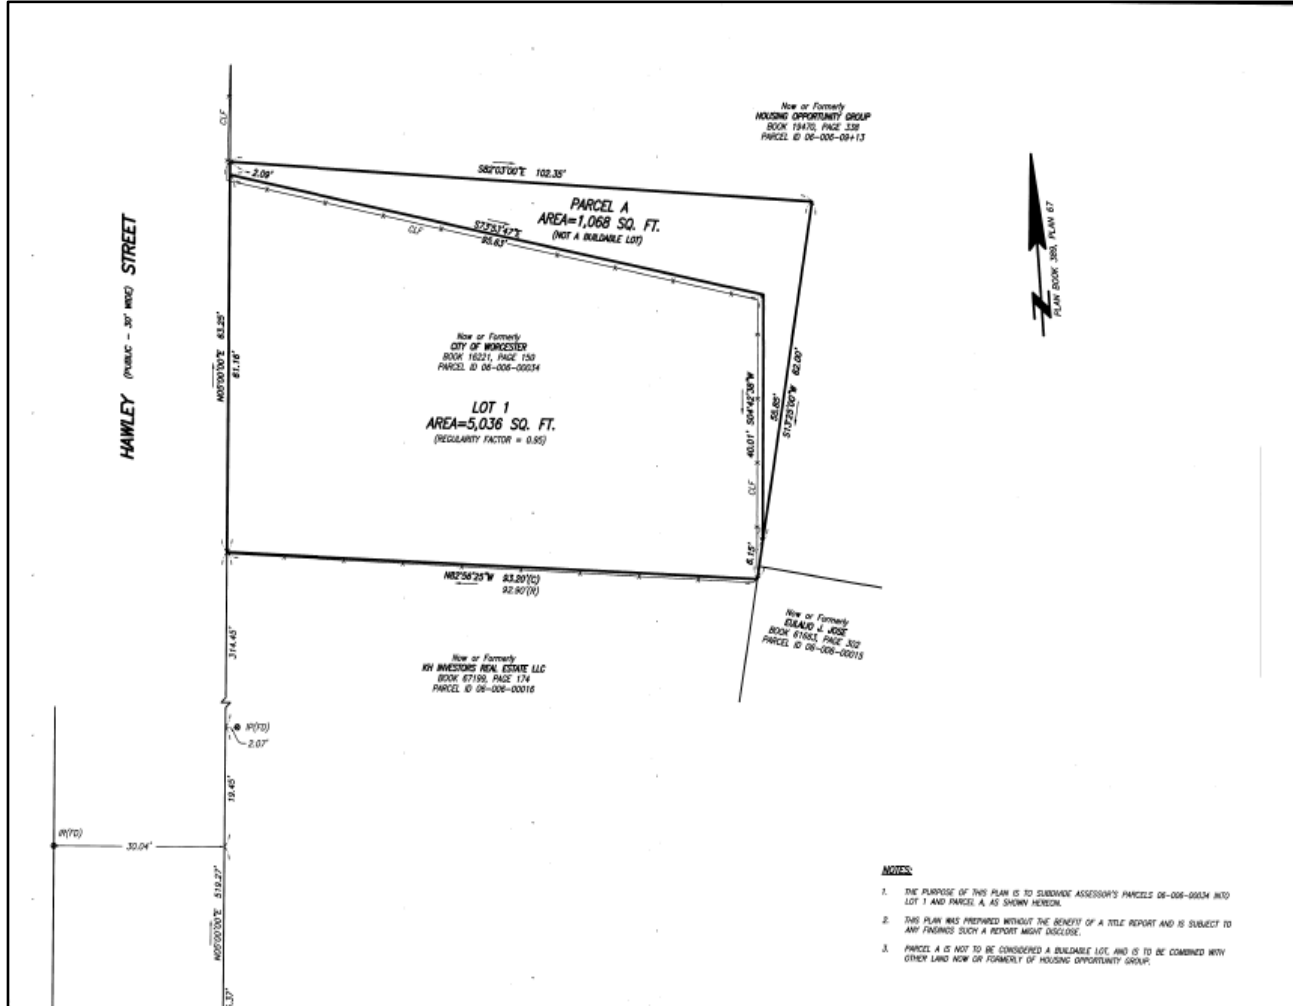 CLF
Now or Formerly
HOUSING OPPORTUNITY GROUP
BOOK 19470, PAGE 338
PARCEL ID 06-006-09+13
S82°03'00"E 102.35'
2.09'
PARCEL A
AREA=1,068 SQ. FT.
(NOT A BUILDABLE LOT)
S73°53'47"E
95.63'
CLF
PLAN BOOK 389, PLAN 67
N
HAWLEY (PUBLIC - 30' WIDE) STREET
N05°00'00"E 63.25'
61.16'
Now or Formerly
CITY OF WORCESTER
BOOK 16221, PAGE 150
PARCEL ID 06-006-00034
LOT 1
AREA=5,036 SQ. FT.
(REGULARITY FACTOR = 0.95)
40.01' S04°42'38"W
CLF
55.85'
S13°25'00"W 62.00'
6.15'
N82°56'25"W 93.20'(C)
92.90'(R)
Now or Formerly
EULALIO J. JOSE
BOOK 61663, PAGE 302
PARCEL ID 06-006-00015
Now or Formerly
KH INVESTORS REAL ESTATE LLC
BOOK 67199, PAGE 174
PARCEL ID 06-006-00016
314.45'
IP(FD)
2.07'
19.45'
IR(FD)
30.04'
N05°00'00"E 519.27'
.37'
NOTES:
1. THE PURPOSE OF THIS PLAN IS TO SUBDIVIDE ASSESSOR'S PARCELS 06-006-00034 INTO
LOT 1 AND PARCEL A, AS SHOWN HEREON.
2. THIS PLAN WAS PREPARED WITHOUT THE BENEFIT OF A TITLE REPORT AND IS SUBJECT TO
ANY FINDINGS SUCH A REPORT MIGHT DISCLOSE.
3. PARCEL A IS NOT TO BE CONSIDERED A BUILDABLE LOT, AND IS TO BE COMBINED WITH
OTHER LAND NOW OR FORMERLY OF HOUSING OPPORTUNITY GROUP.